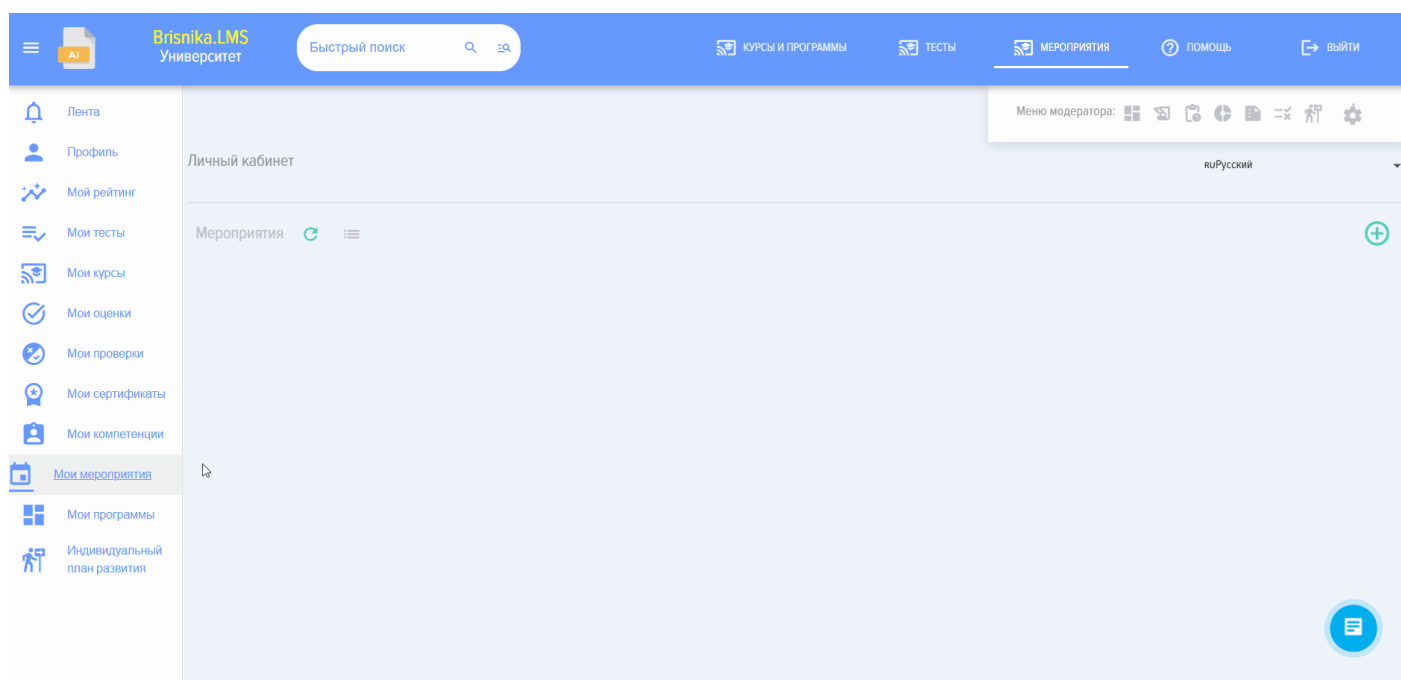 AI
Brisnika.LMS
Университет
Быстрый поиск
КУРСЫ И ПРОГРАММЫ
ТЕСТЫ
МЕРОПРИЯТИЯ
ПОМОЩЬ
ВЫЙТИ
Меню модератора:
Личный кабинет
RUРусский
Мероприятия
Лента
Профиль
Мой рейтинг
Мои тесты
Мои курсы
Мои оценки
Мои проверки
Мои сертификаты
Мои компетенции
Мои мероприятия
Мои программы
Индивидуальный
план развития